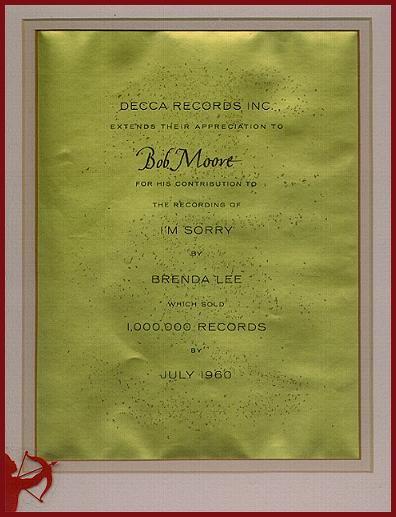 DECCA RECORDS INC.
EXTENDS THEIR APPRECIATION TO
Bob Moore
FOR HIS CONTRIBUTION TO
THE RECORDING OF
I'M SORRY
BY
BRENDA LEE
WHICH SOLD
1,000,000 RECORDS
BY
JULY 1960